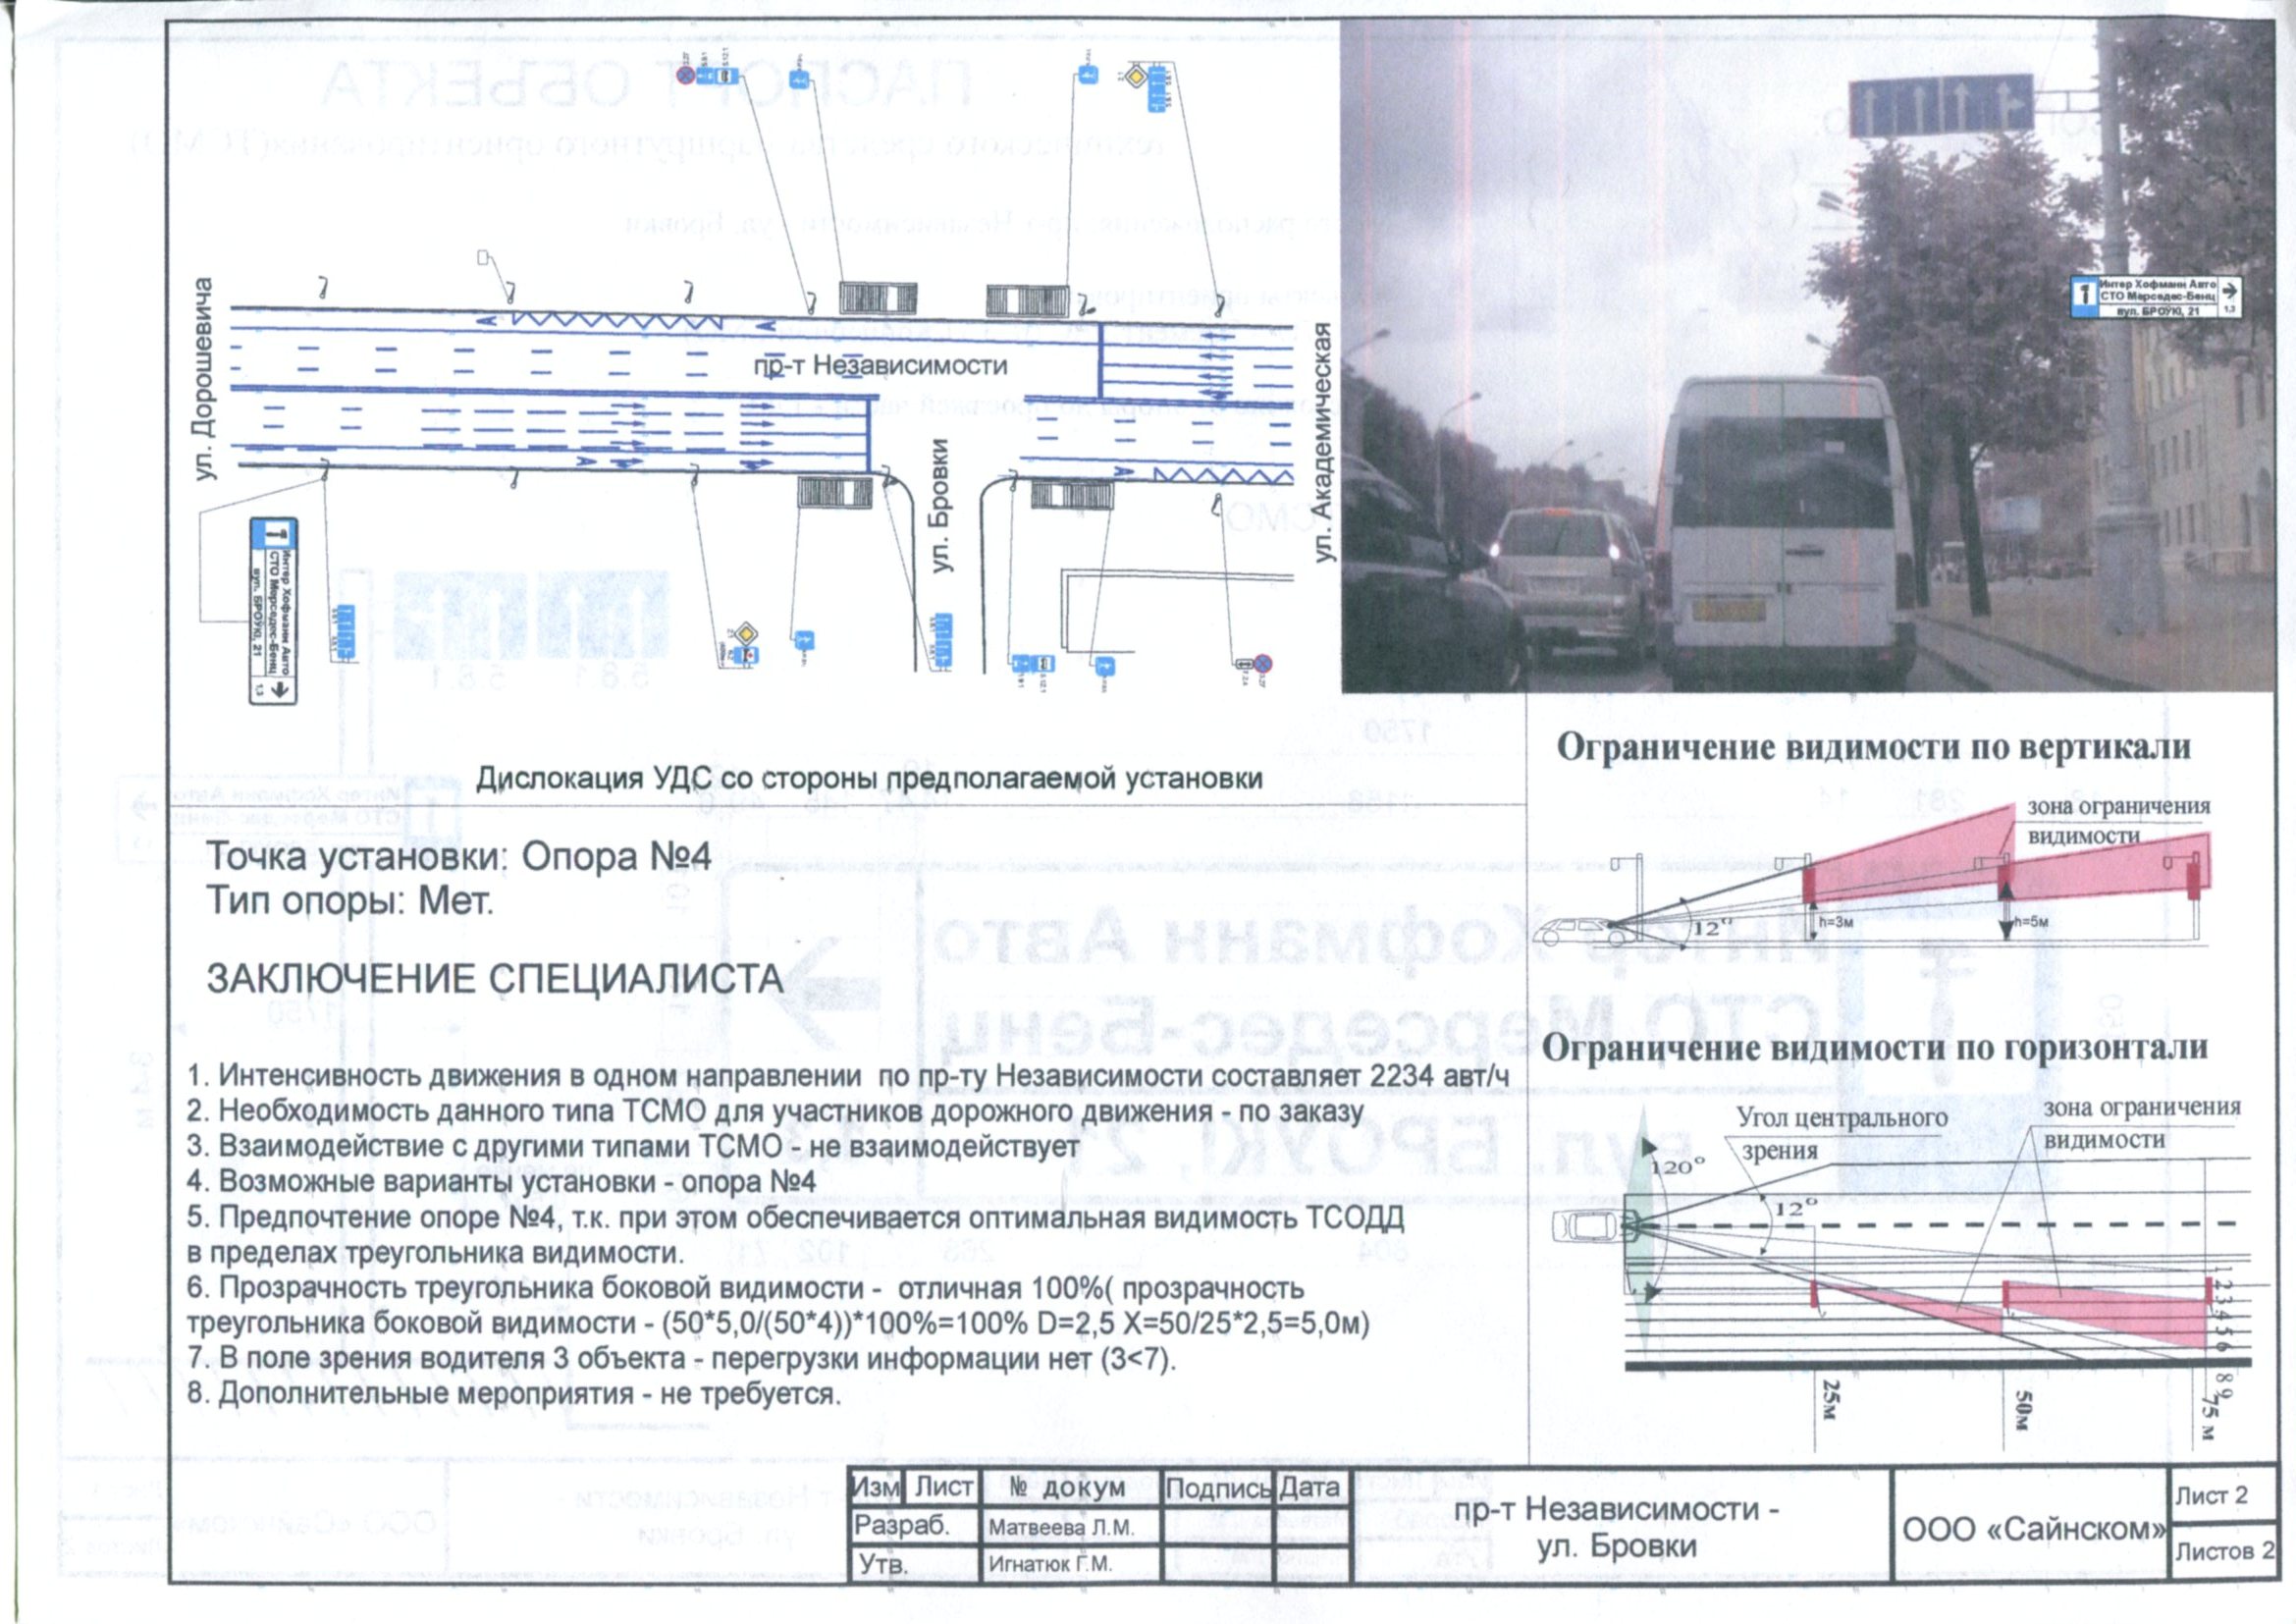 ул. Дорошевича
пр-т Независимости
ул. Бровки
ул. Академическая
Интер Хофманн Авто
СТО Мерседес-Бенц
вул. БРОУКІ, 21
1,3
1
Интер Хофманн Авто
СТО Мерседес-Бенц
вул. БРОУКІ, 21
1,3
Дислокация УДС со стороны предполагаемой установки
Точка установки: Опора №4
Тип опоры: Мет.
ЗАКЛЮЧЕНИЕ СПЕЦИАЛИСТА
1. Интенсивность движения в одном направлении по пр-ту Независимости составляет 2234 авт/ч
2. Необходимость данного типа ТСМО для участников дорожного движения - по заказу
3. Взаимодействие с другими типами ТСМО - не взаимодействует
4. Возможные варианты установки - опора №4
5. Предпочтение опоре №4, т.к. при этом обеспечивается оптимальная видимость ТСОДД
в пределах треугольника видимости.
6. Прозрачность треугольника боковой видимости - отличная 100%( прозрачность
треугольника боковой видимости - (50*5,0/(50*4))*100%=100% D=2,5 X=50/25*2,5=5,0м)
7. В поле зрения водителя 3 объекта - перегрузки информации нет (3<7).
8. Дополнительные мероприятия - не требуется.
Ограничение видимости по вертикали
зона ограничения
видимости
12°
h=3м
h=5м
Ограничение видимости по горизонтали
Угол центрального
зрения
зона ограничения
видимости
120°
12°
1 2 3 4 5 6
8 9
25м
50м
75 м
Изм Лист № докум Подпись Дата
Разраб. Матвеева Л.М.
Утв. Игнатюк Г.М.
пр-т Независимости -
ул. Бровки
ООО «Сайнском»
Лист 2
Листов 2